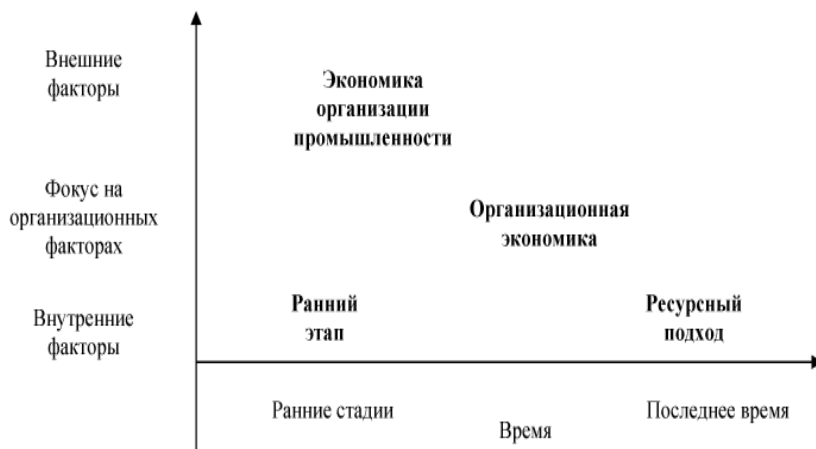 Внешние
факторы
Экономика
организации
промышленности
Фокус на
организационных
факторах
Организационная
экономика
Внутренние
факторы
Ранний
этап
Ресурсный
подход
Ранние стадии
Время
Последнее время